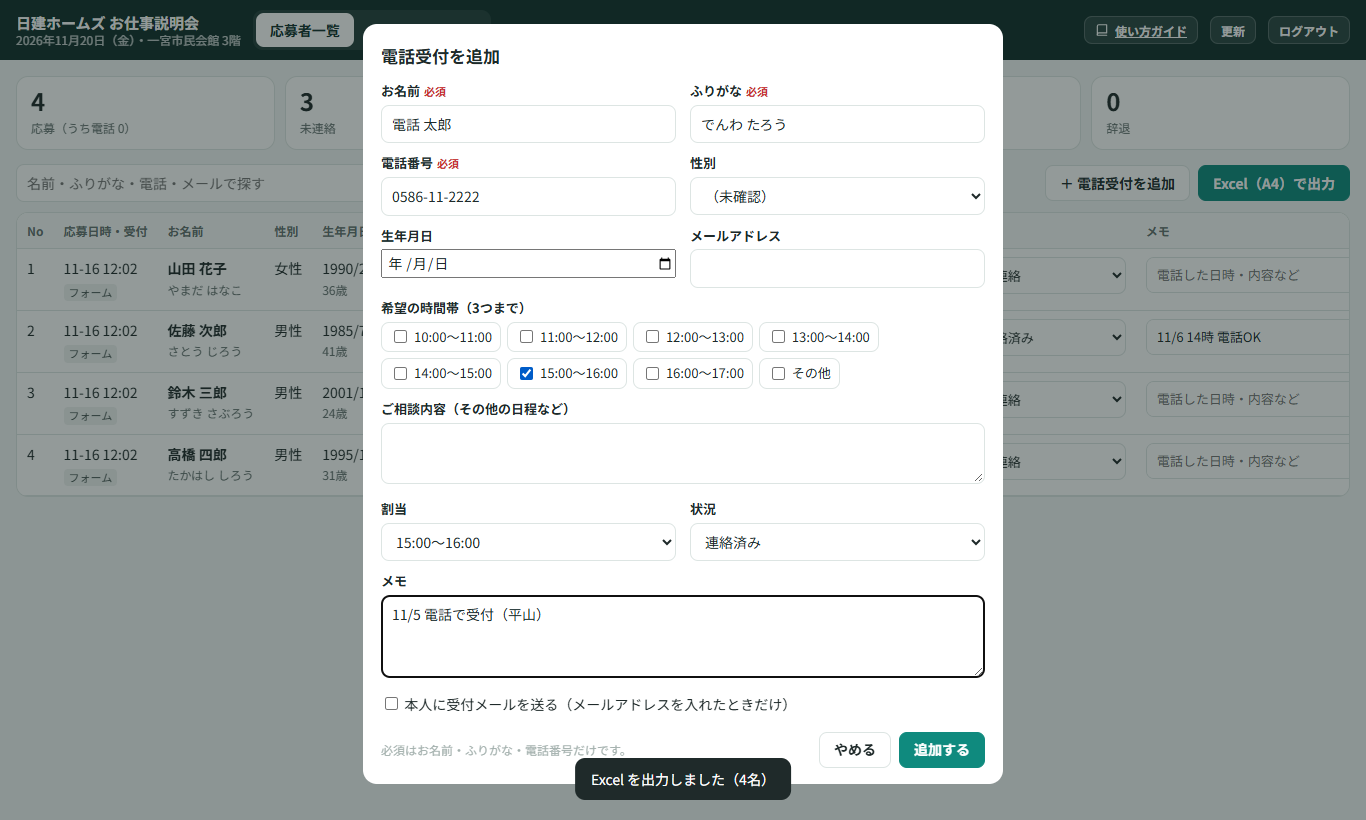 日建ホームズ お仕事説明会
2026年11月20日（金）・一宮市民会館 3階
応募者一覧
使い方ガイド
更新
ログアウト
4
応募（うち電話 0）
3
未連絡
0
辞退
名前・ふりがな・電話・メールで探す
＋ 電話受付を追加
Excel（A4）で出力
No 応募日時・受付 お名前 性別 生年月 メモ
1 11-16 12:02 山田 花子 女性 1990/2
フォーム やまだ はなこ 36歳
絡 電話した日時・内容など
2 11-16 12:02 佐藤 次郎 男性 1985/7
フォーム さとう じろう 41歳
済み 11/6 14時 電話OK
3 11-16 12:02 鈴木 三郎 男性 2001/1
フォーム すずき さぶろう 24歳
絡 電話した日時・内容など
4 11-16 12:02 高橋 四郎 男性 1995/1
フォーム たかはし しろう 31歳
絡 電話した日時・内容など
電話受付を追加
お名前 必須 ふりがな 必須
電話 太郎 でんわ たろう
電話番号 必須 性別
0586-11-2222 （未確認）
生年月日 メールアドレス
年 /月/日
希望の時間帯（3つまで）
10:00〜11:00 11:00〜12:00 12:00〜13:00 13:00〜14:00
14:00〜15:00 15:00〜16:00 16:00〜17:00 その他
ご相談内容（その他の日程など）
割当 状況
15:00〜16:00 連絡済み
メモ
11/5 電話で受付（平山）
本人に受付メールを送る（メールアドレスを入れたときだけ）
必須はお名前・ふりがな・電話番号だけです。
やめる 追加する
Excel を出力しました（4名）